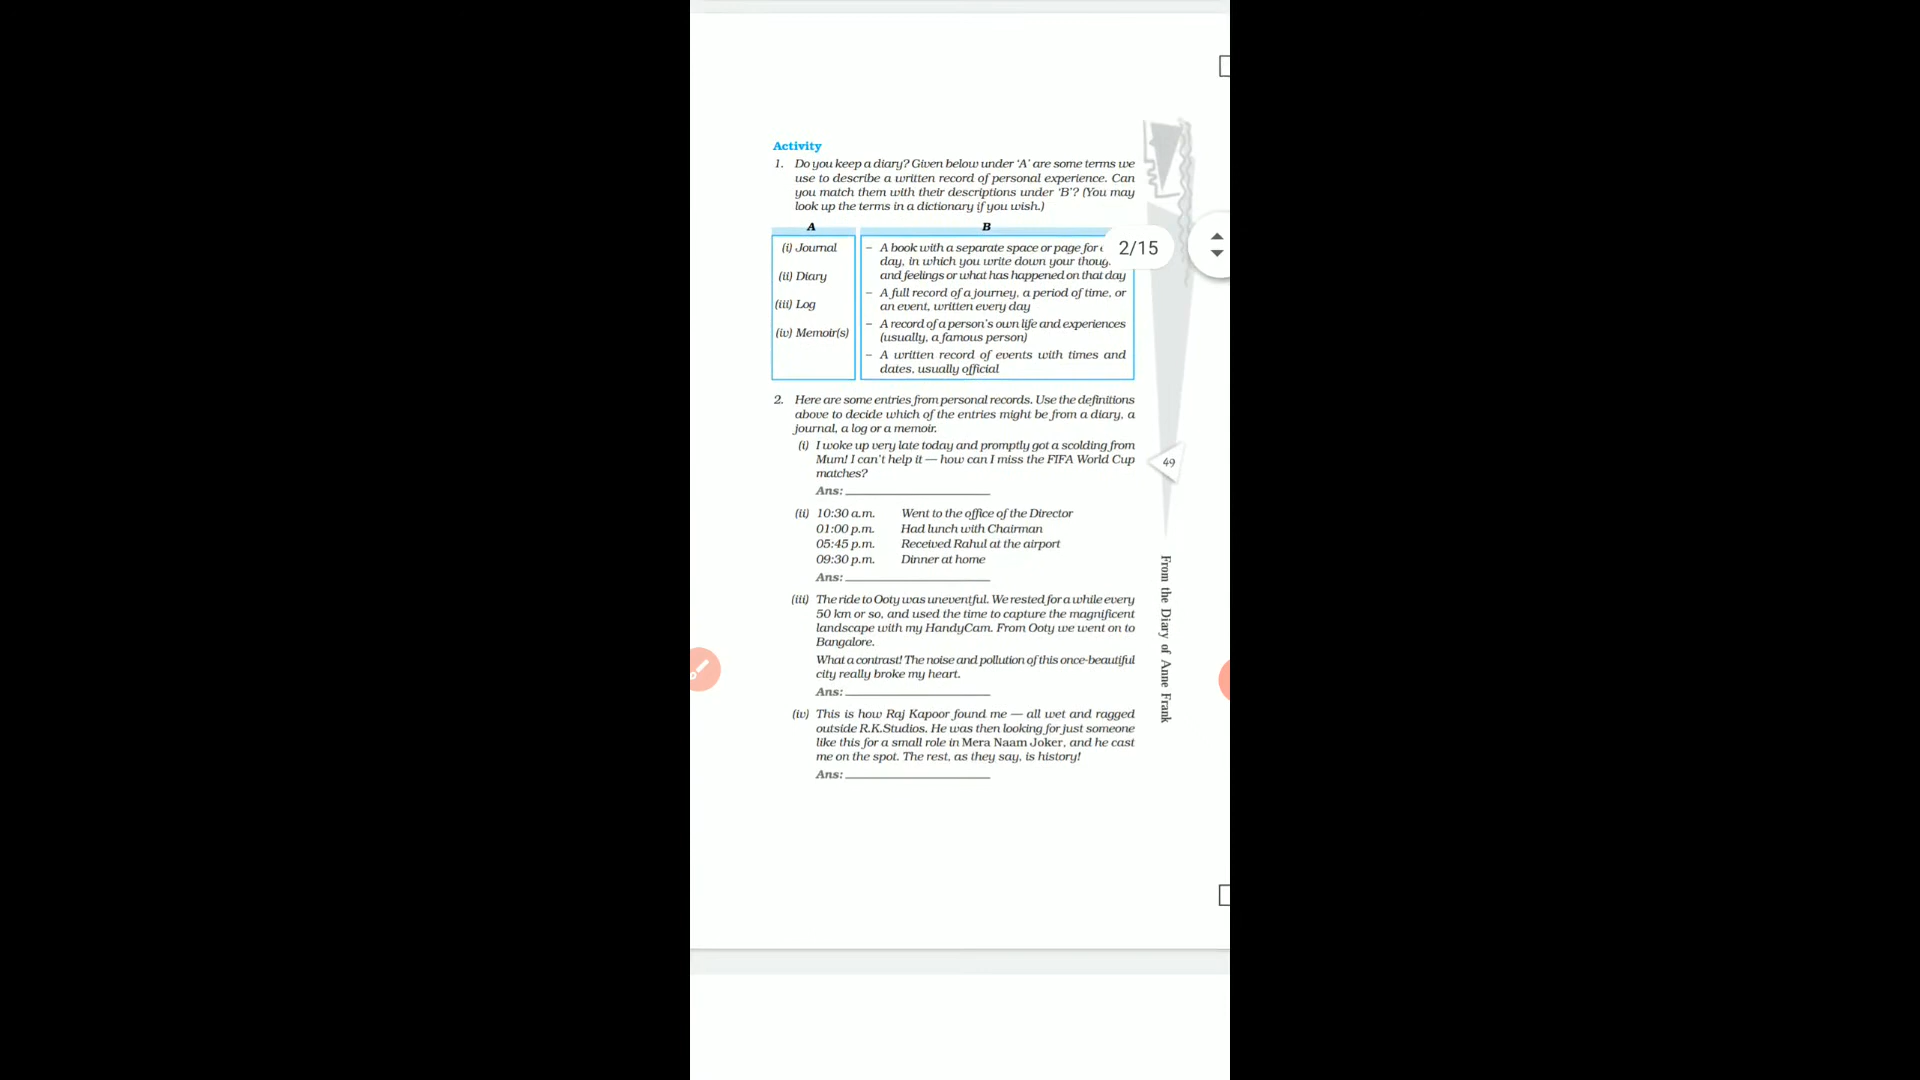 Activity
1. Do you keep a diary? Given below under ‘A’ are some terms we
use to describe a written record of personal experience. Can
you match them with their descriptions under ‘B’? (You may
look up the terms in a dictionary if you wish.)
A B
(i) Journal
(ii) Diary
(iii) Log
(iv) Memoir(s)
– A book with a separate space or page for
day, in which you write down your
and feelings or what has happened on that day
– A full record of a journey, a period of time, or
an event, written every day
– A record of a person’s own life and experiences
(usually, a famous person)
– A written record of events with times and
dates, usually official
2/15
2. Here are some entries from personal records. Use the definitions
above to decide which of the entries might be from a diary, a
journal, a log or a memoir.
(i) I woke up very late today and promptly got a scolding from
Mum! I can’t help it — how can I miss the FIFA World Cup
matches?
Ans:
(ii) 10:30 a.m. Went to the office of the Director
01:00 p.m. Had lunch with Chairman
05:45 p.m. Received Rahul at the airport
09:30 p.m. Dinner at home
Ans:
(iii) The ride to Ooty was uneventful. We rested for a while every
50 km or so, and used the time to capture the magnificent
landscape with my HandyCam. From Ooty we went on to
Bangalore.
What a contrast! The noise and pollution of this once-beautiful
city really broke my heart.
Ans:
(iv) This is how Raj Kapoor found me — all wet and ragged
outside R.K.Studios. He was then looking for just someone
like this for a small role in Mera Naam Joker, and he cast
me on the spot. The rest, as they say, is history!
Ans:
49
From the Diary of Anne Frank